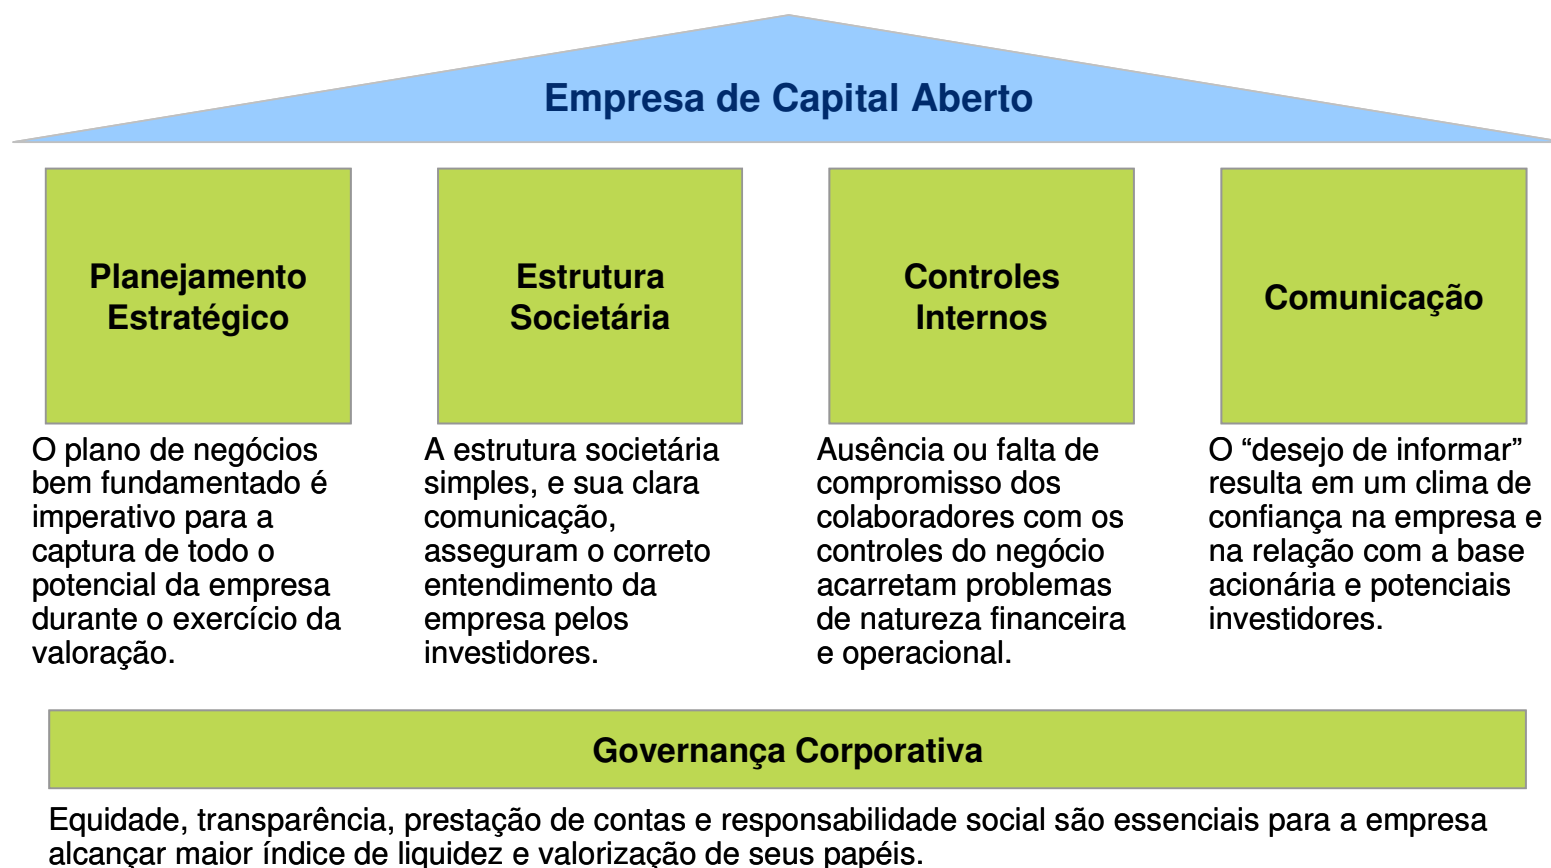 Empresa de Capital Aberto
Planejamento
Estratégico
O plano de negócios
bem fundamentado é
imperativo para a
captura de todo o
potencial da empresa
durante o exercício da
valoração.
Estrutura
Societária
A estrutura societária
simples, e sua clara
comunicação,
asseguram o correto
entendimento da
empresa pelos
investidores.
Controles
Internos
Ausência ou falta de
compromisso dos
colaboradores com os
controles do negócio
acarretam problemas
de natureza financeira
e operacional.
Comunicação
O “desejo de informar”
resulta em um clima de
confiança na empresa e
na relação com a base
acionária e potenciais
investidores.
Governança Corporativa
Equidade, transparência, prestação de contas e responsabilidade social são essenciais para a empresa
alcançar maior índice de liquidez e valorização de seus papéis.